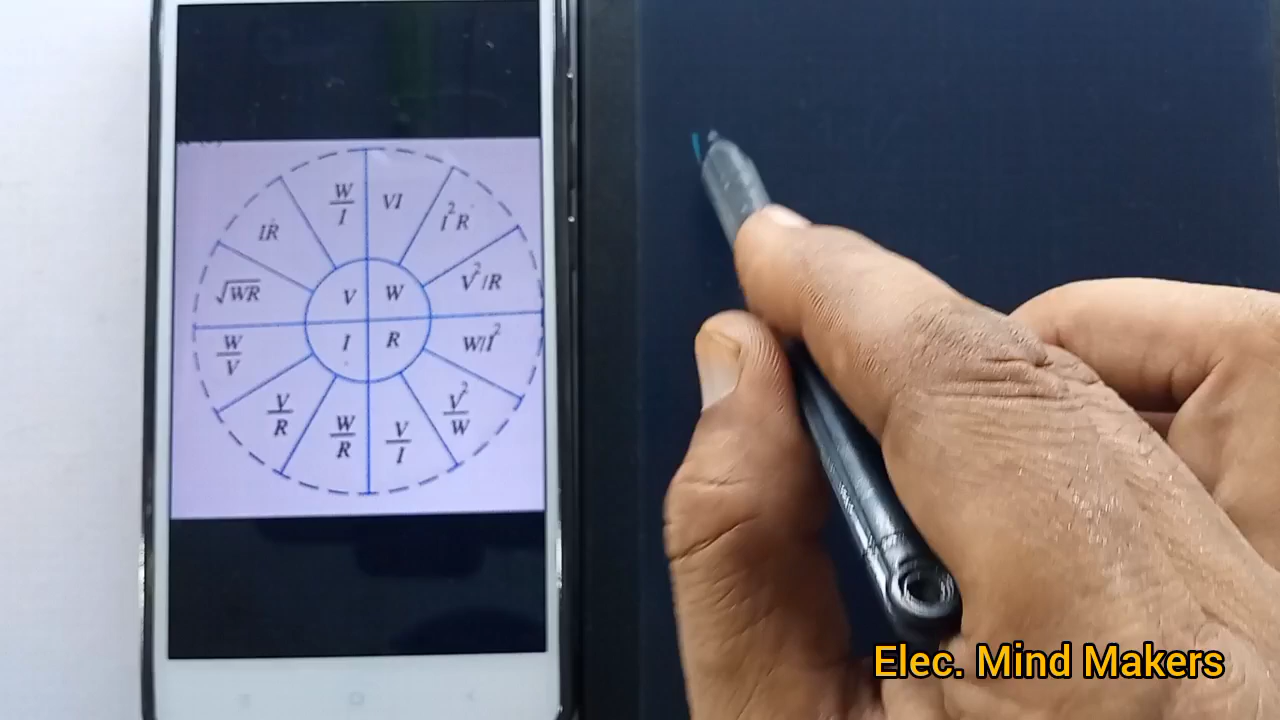 W/I
VI
I²R
V²/R
W/I²
V²/W
V/I
W/R
V/R
W/V
√WR
IR
V
W
I
R
Elec. Mind Makers